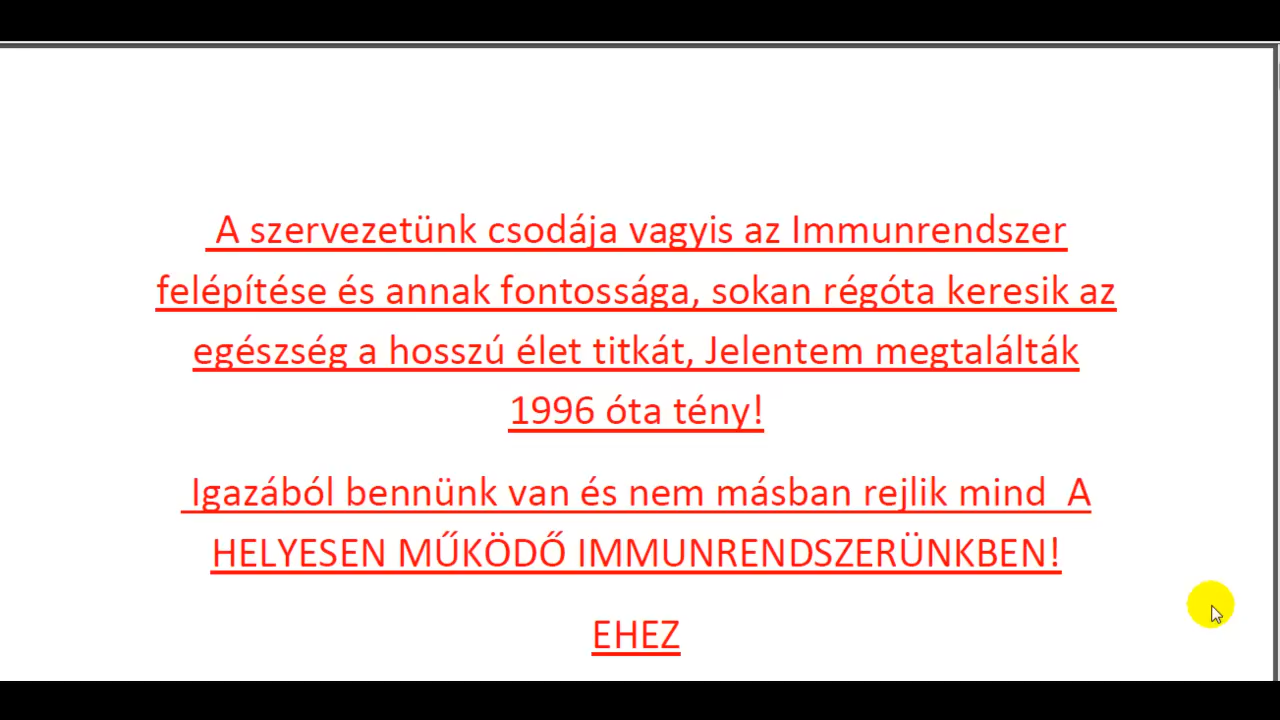 A szervezetünk csodája vagyis az Immunrendszer
felépítése és annak fontossága, sokan régóta keresik az
egészség a hosszú élet titkát, Jelentem megtalálták
1996 óta tény!
Igazából bennünk van és nem másban rejlik mind  A
HELYESEN MŰKÖDŐ IMMUNRENDSZERÜNKBEN!
EHEZ